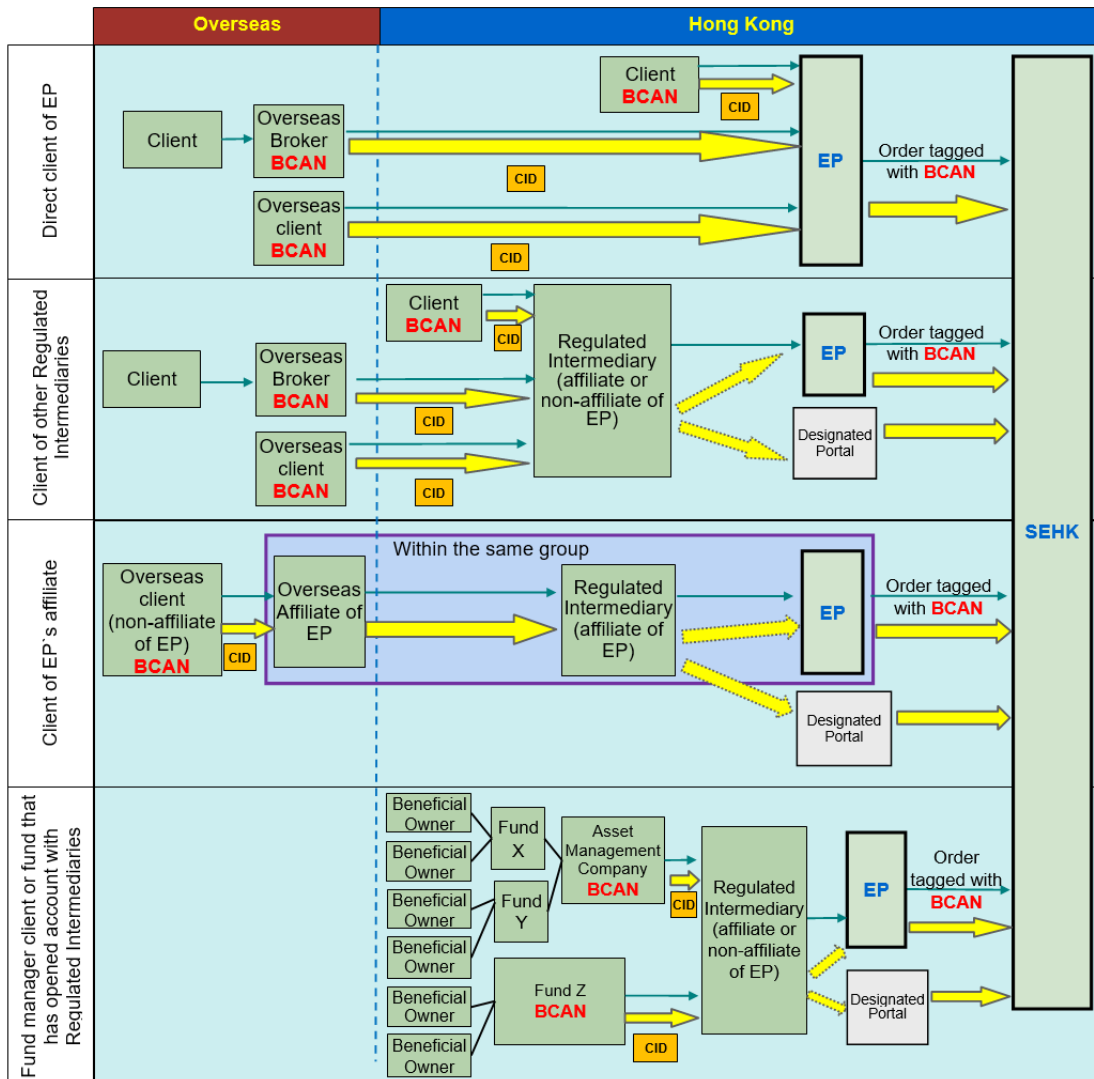 Overseas
Hong Kong
Direct client of EP
Client
BCAN
CID
Client
Overseas
Broker
BCAN
CID
Overseas
client
BCAN
CID
EP
Order tagged
with BCAN
SEHK
Client of other Regulated
Intermediaries
Client
BCAN
CID
Client
Overseas
Broker
BCAN
CID
Overseas
client
BCAN
CID
Regulated
Intermediary
(affiliate or
non-affiliate of
EP)
EP
Order tagged
with BCAN
Designated
Portal
Client of EP`s affiliate
Within the same group
Overseas
client
(non-affiliate
of EP)
BCAN
CID
Overseas
Affiliate of
EP
Regulated
Intermediary
(affiliate of
EP)
EP
Order tagged
with BCAN
Designated
Portal
Fund manager client or fund that
has opened account with
Regulated Intermediaries
Beneficial
Owner
Beneficial
Owner
Beneficial
Owner
Beneficial
Owner
Beneficial
Owner
Beneficial
Owner
Fund
X
Fund
Y
Asset
Management
Company
BCAN
CID
Fund Z
BCAN
CID
Regulated
Intermediary
(affiliate or
non-affiliate
of EP)
EP
Order
tagged with
BCAN
Designated
Portal